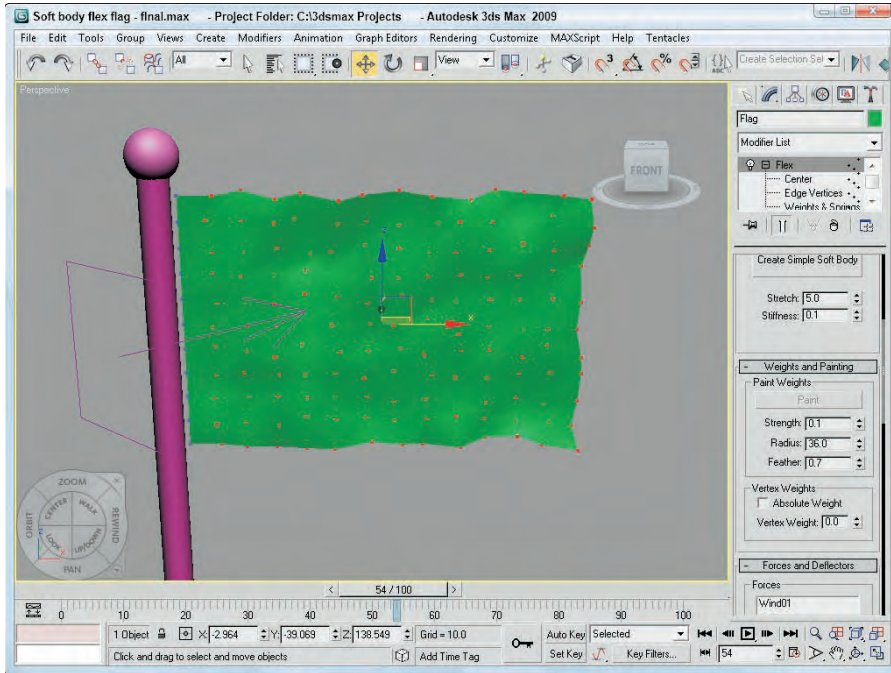 Soft body flex flag - final.max - Project Folder: C:\3dsmax Projects - Autodesk 3ds Max 2009
File Edit Tools Group Views Create Modifiers Animation Graph Editors Rendering Customize MAXScript Help Tentacles
All View 3 Create Selection Set
Perspective
FRONT
Flag
Modifier List
Flex
Center
Edge Vertices
Weights & Springs
Create Simple Soft Body
Stretch: 5.0
Stiffness: 0.1
- Weights and Painting
Paint Weights
Paint
Strength: 0.1
Radius: 36.0
Feather: 0.7
Vertex Weights
Absolute Weight
Vertex Weight: 0.0
- Forces and Deflectors
Forces
Wind01
z
x
ZOOM
ORBIT CENTER WALK REWIND
LOOK UP/DOWN
PAN
< 54 / 100 >
0 10 20 30 40 50 60 70 80 90 100
1 Object X: -2.964 Y: -39.069 Z: 138.549 Grid = 10.0 Auto Key Selected
Click and drag to select and move objects Add Time Tag Set Key Key Filters... 54